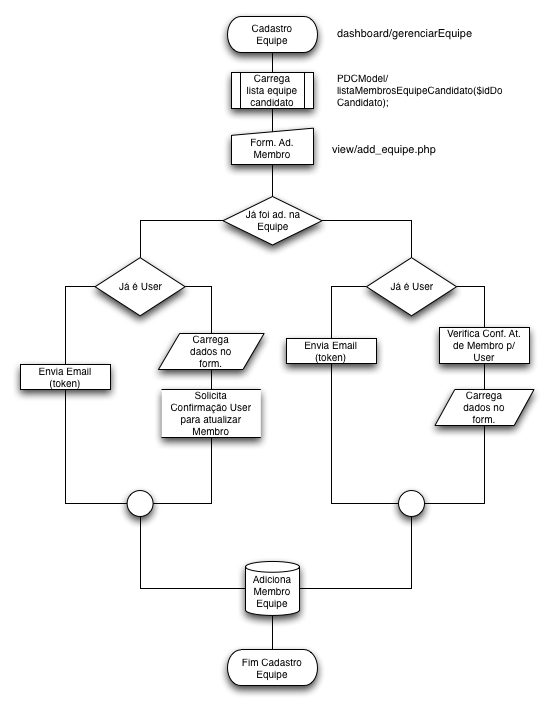 Cadastro
Equipe
dashboard/gerenciarEquipe
Carrega
lista equipe
candidato
PDCModel/
listaMembrosEquipeCandidato($idDo
Candidato);
Form. Ad.
Membro
view/add_equipe.php
Já foi ad. na
Equipe
Já é User
Já é User
Carrega
dados no
form.
Envia Email
(token)
Solicita
Confirmação User
para atualizar
Membro
Envia Email
(token)
Verifica Conf. At.
de Membro p/
User
Carrega
dados no
form.
Adiciona
Membro
Equipe
Fim Cadastro
Equipe